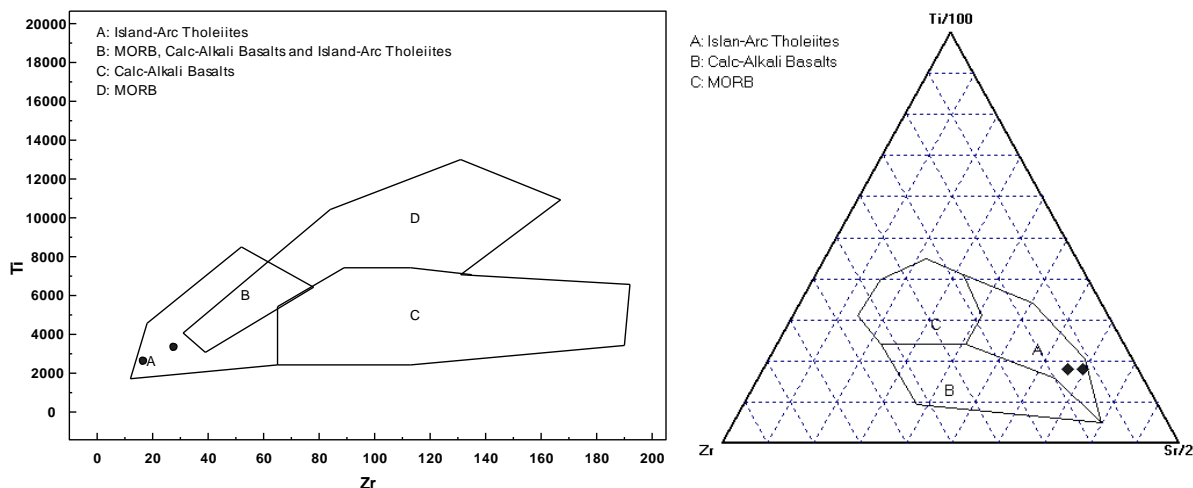 20000
18000
16000
14000
12000
10000
8000
6000
4000
2000
0
Ti
A: Island-Arc Tholeiites
B: MORB, Calc-Alkali Basalts and Island-Arc Tholeiites
C: Calc-Alkali Basalts
D: MORB
D
B
C
A
0 20 40 60 80 100 120 140 160 180 200
Zr
Ti/100
A: Islan-Arc Tholeiites
B: Calc-Alkali Basalts
C: MORB
C
A
B
Zr Sr/2